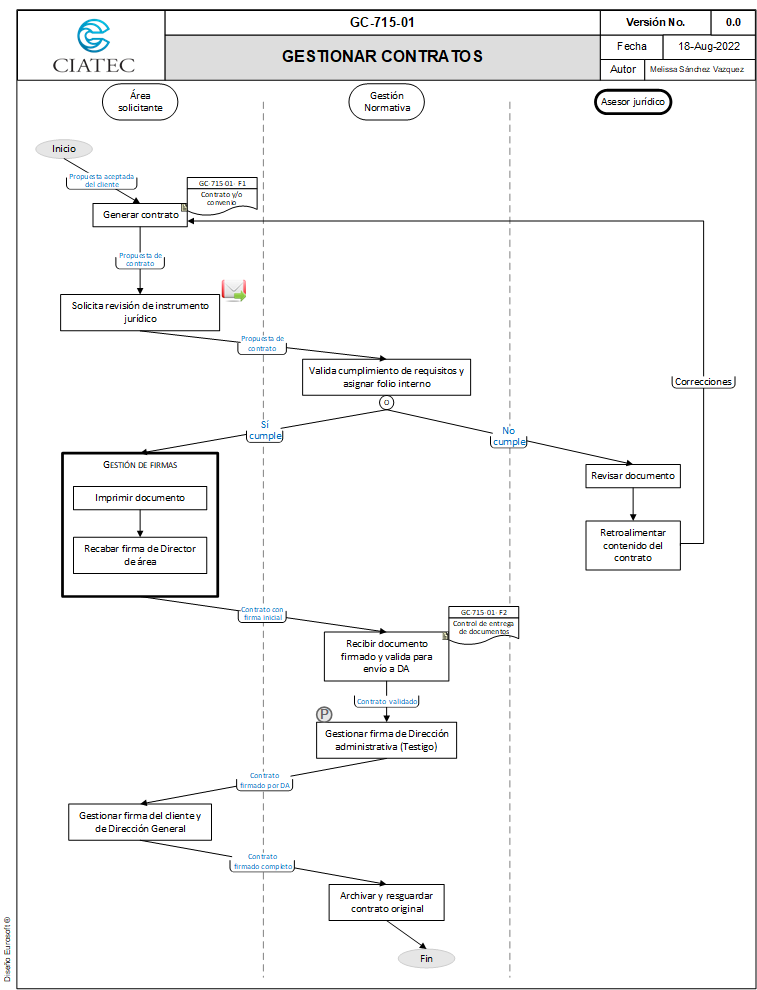 CIATEC
GC-715-01
GESTIONAR CONTRATOS
Versión No.
0.0
Fecha
18-Aug-2022
Autor
Melissa Sánchez Vazquez
Área
solicitante
Gestión
Normativa
Asesor jurídico
Inicio
Propuesta aceptada
del cliente
GC-715-01- F1
Contrato y/o
convenio
Generar contrato
Propuesta de
contrato
Solicita revisión de instrumento
jurídico
Propuesta de
contrato
Valida cumplimiento de requisitos y
asignar folio interno
O
Correcciones
Sí
cumple
No
cumple
GESTIÓN DE FIRMAS
Imprimir documento
Recabar firma de Director
de área
Revisar documento
Retroalimentar
contenido del
contrato
Contrato con
firma inicial
GC-715-01- F2
Control de entrega
de documentos
Recibir documento
firmado y valida para
envío a DA
Contrato validado
P
Gestionar firma de Dirección
administrativa (Testigo)
Contrato
firmado por DA
Gestionar firma del cliente y
de Dirección General
Contrato
firmado completo
Archivar y resguardar
contrato original
Fin
Diseño Eurosoft ®